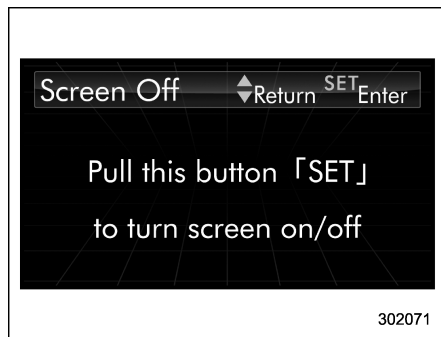 Screen Off ▲▼Return SET Enter
Pull this button「SET」
to turn screen on/off
302071